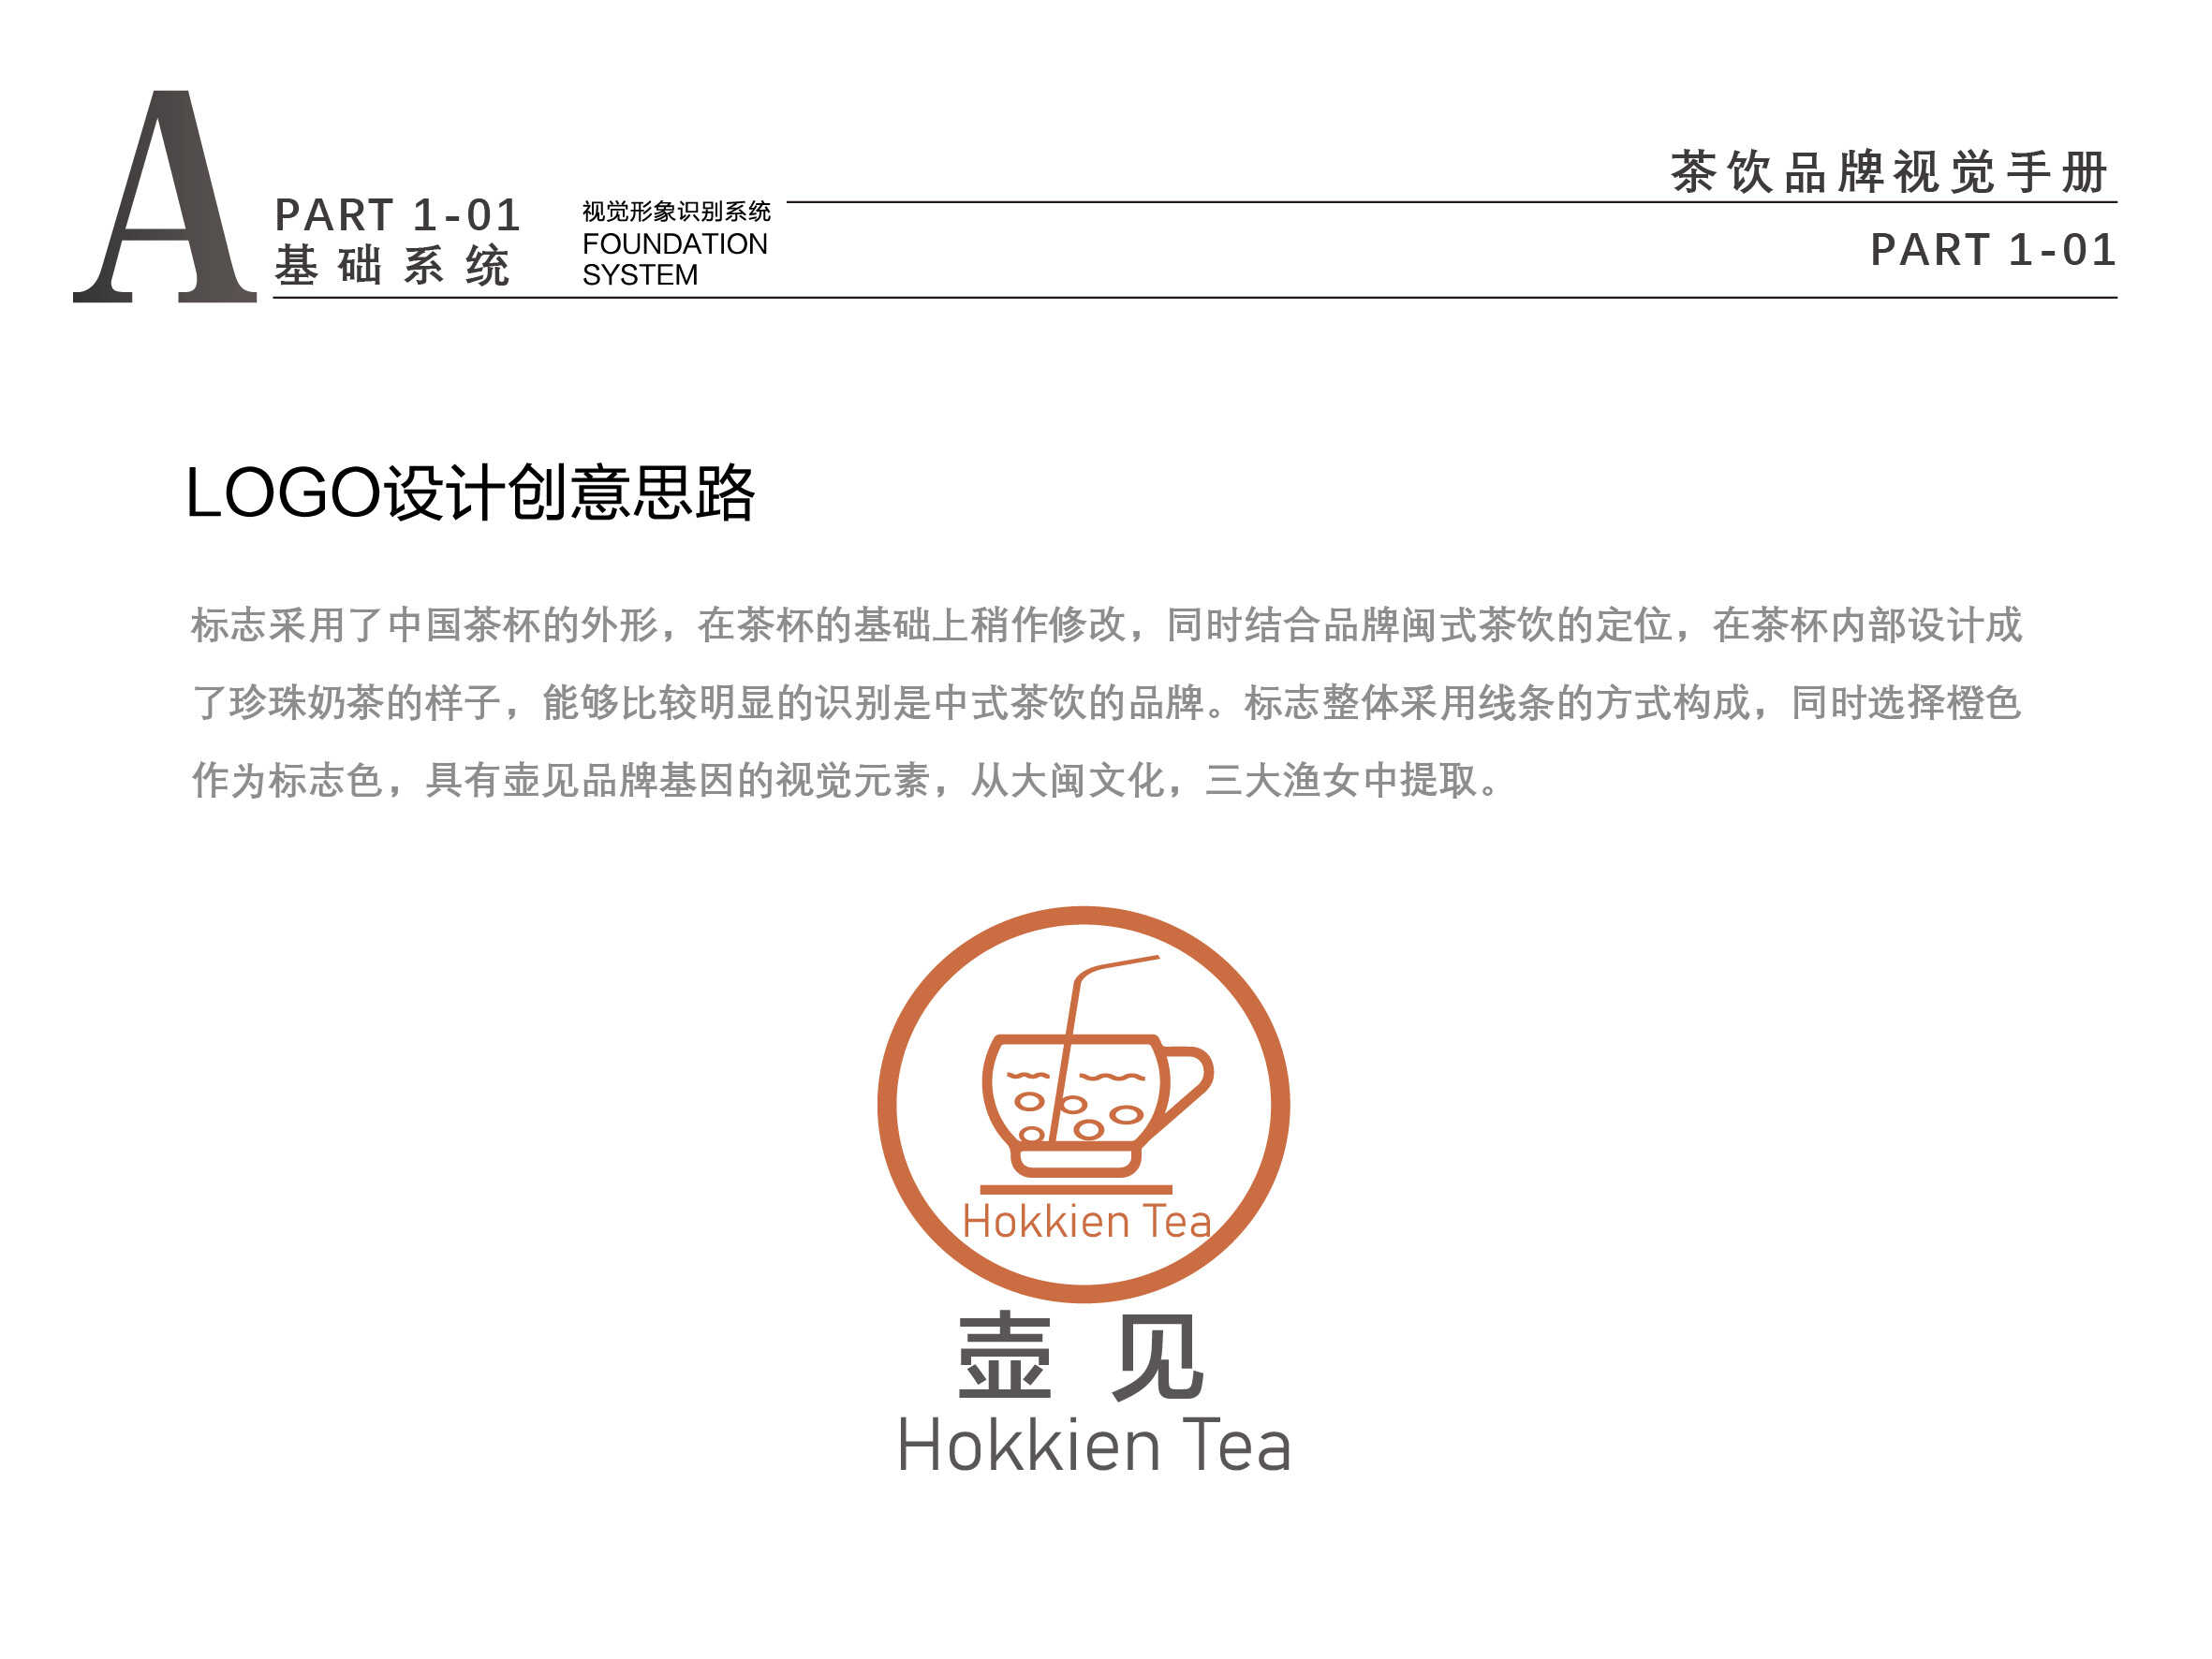 A
PART 1-01
基础系统
视觉形象识别系统
FOUNDATION
SYSTEM
茶饮品牌视觉手册
PART 1-01
LOGO设计创意思路
标志采用了中国茶杯的外形，在茶杯的基础上稍作修改，同时结合品牌闽式茶饮的定位，在茶杯内部设计成
了珍珠奶茶的样子，能够比较明显的识别是中式茶饮的品牌。标志整体采用线条的方式构成，同时选择橙色
作为标志色，具有壶见品牌基因的视觉元素，从大闽文化，三大渔女中提取。
Hokkien Tea
壶见
Hokkien Tea